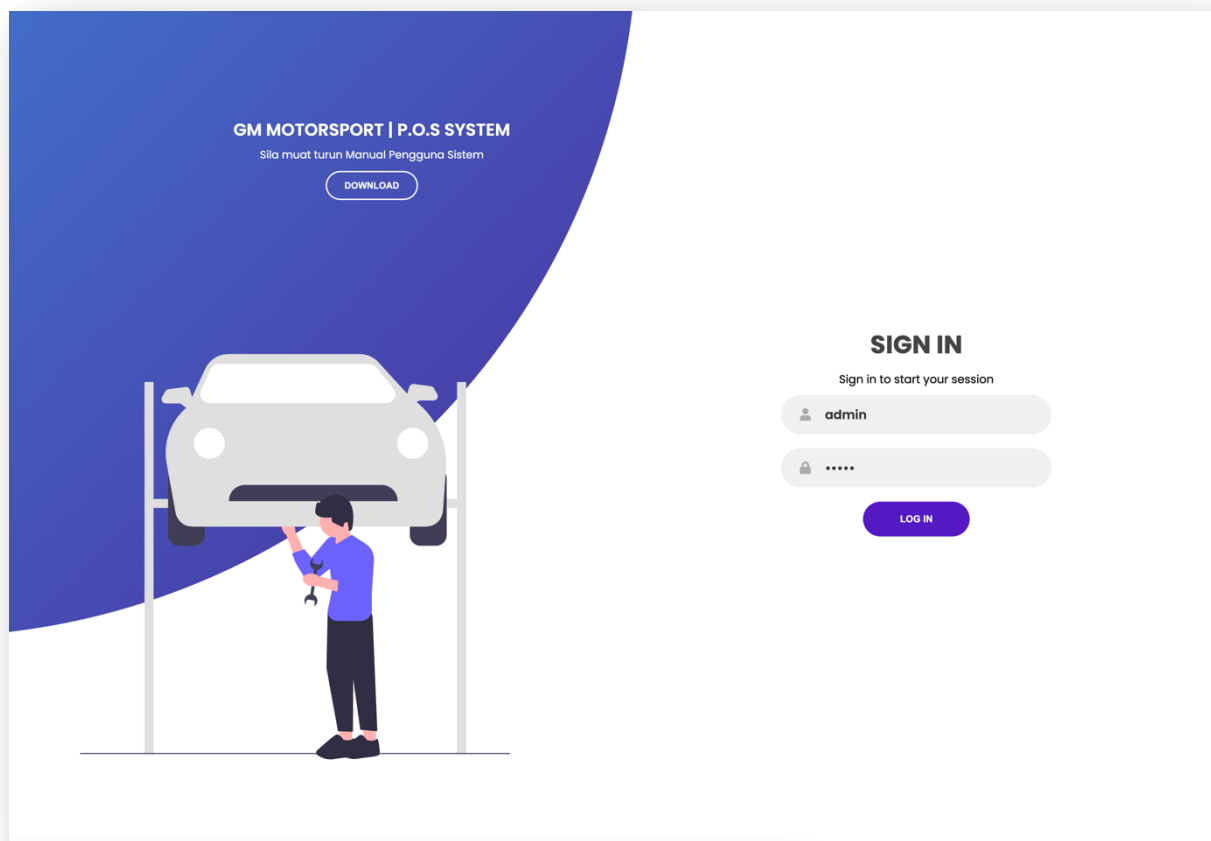 GM MOTORSPORT | P.O.S SYSTEM
Sila muat turun Manual Pengguna Sistem
DOWNLOAD
SIGN IN
Sign in to start your session
admin
•••••
LOG IN